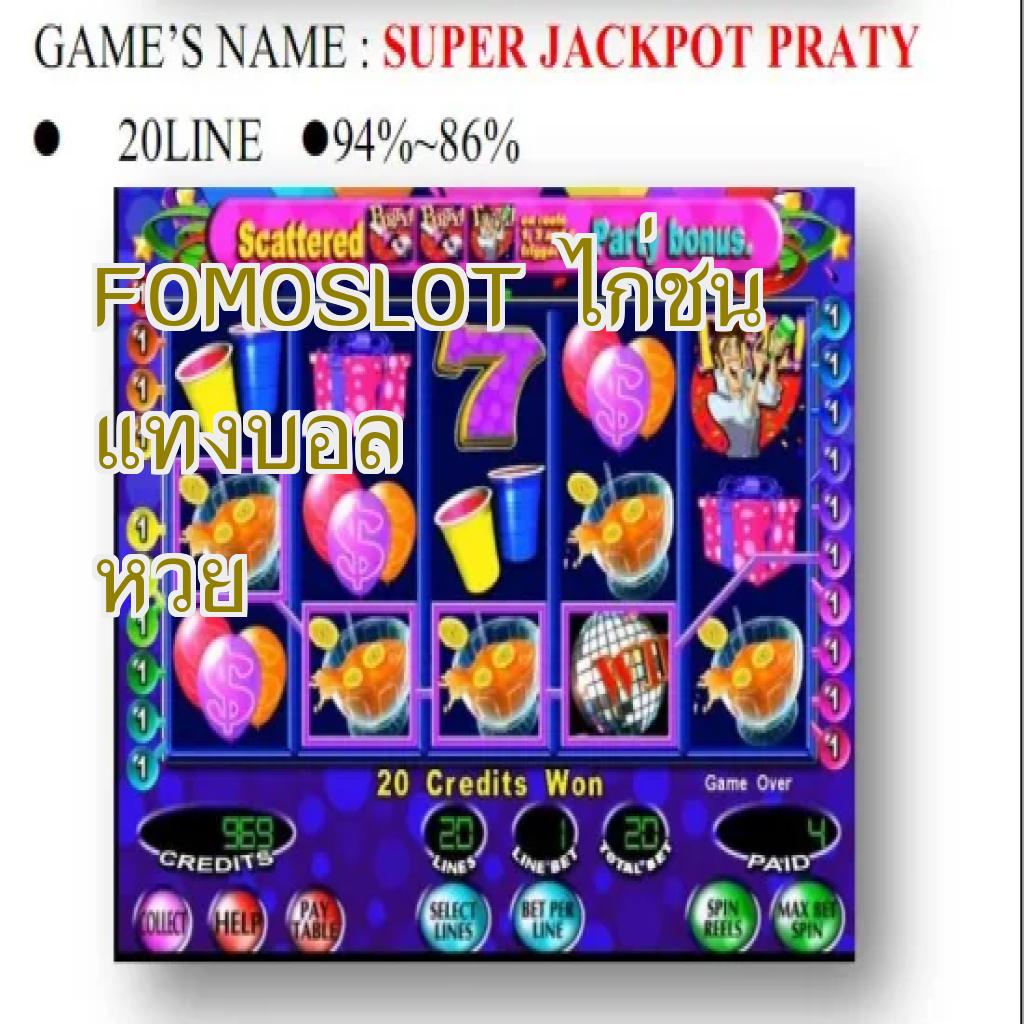 GAME'S NAME : SUPER JACKPOT PRATY
● 20LINE ●94%~86%
Scattered Party bonus.
FOMOSLOT ไก่ชน
แทงบอล
หวย
7
20 Credits Won
Game Over
969 20 1 20 4
CREDITS LINES LINE BET TOTAL BET PAID
COLLECT HELP PAY TABLE SELECT LINES BET PER LINE SPIN REELS MAX BET SPIN